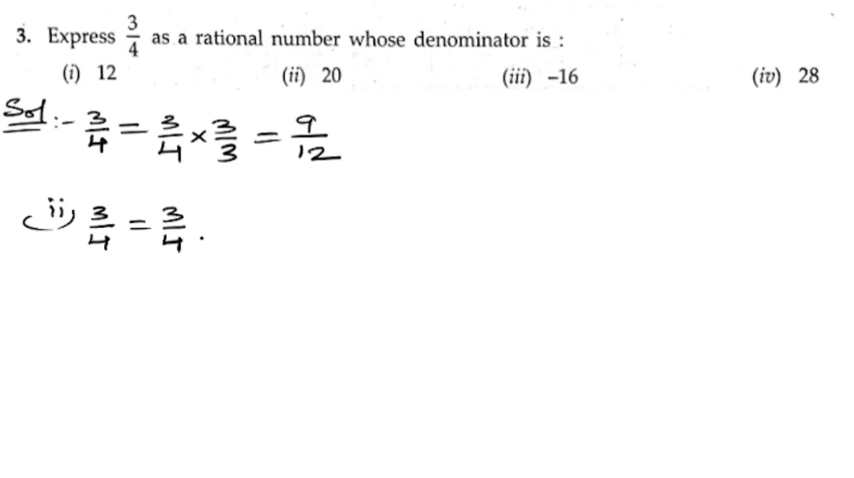 3. Express 3/4 as a rational number whose denominator is :
(i) 12 (ii) 20 (iii) –16 (iv) 28
Sol :- 3/4 = 3/4 × 3/3 = 9/12
ii) 3/4 = 3/4 .